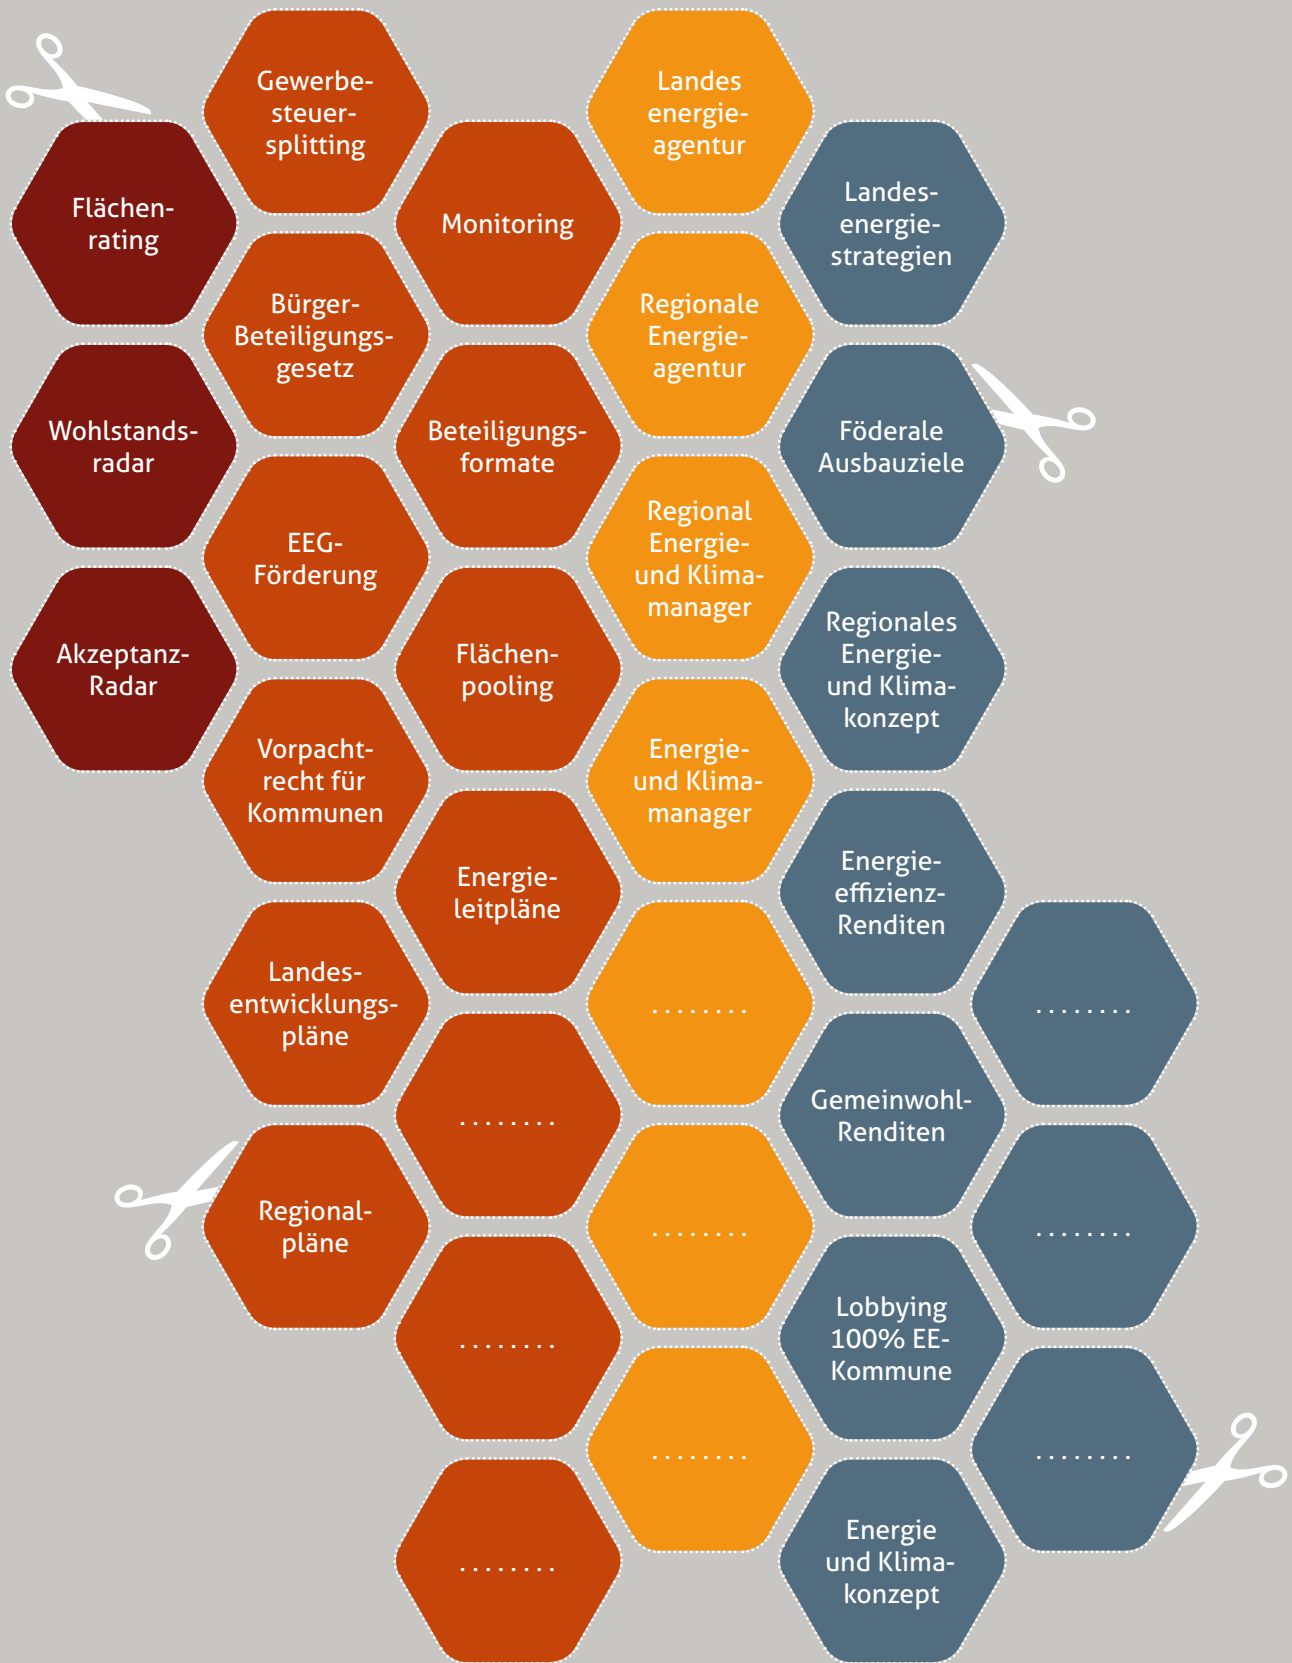 Gewerbe-
steuer-
splitting
Landes
energie-
agentur
Flächen-
rating
Monitoring
Landes-
energie-
strategien
Bürger-
Beteiligungs-
gesetz
Regionale
Energie-
agentur
Wohlstands-
radar
Beteiligungs-
formate
Föderale
Ausbauziele
EEG-
Förderung
Regional
Energie-
und Klima-
manager
Akzeptanz-
Radar
Flächen-
pooling
Regionales
Energie-
und Klima-
konzept
Vorpacht-
recht für
Kommunen
Energie-
und Klima-
manager
Energie-
leitpläne
Energie-
effizienz-
Renditen
Landes-
entwicklungs-
pläne
........
........
........
Gemeinwohl-
Renditen
Regional-
pläne
........
........
........
Lobbying
100% EE-
Kommune
........
........
........
Energie
und Klima-
konzept